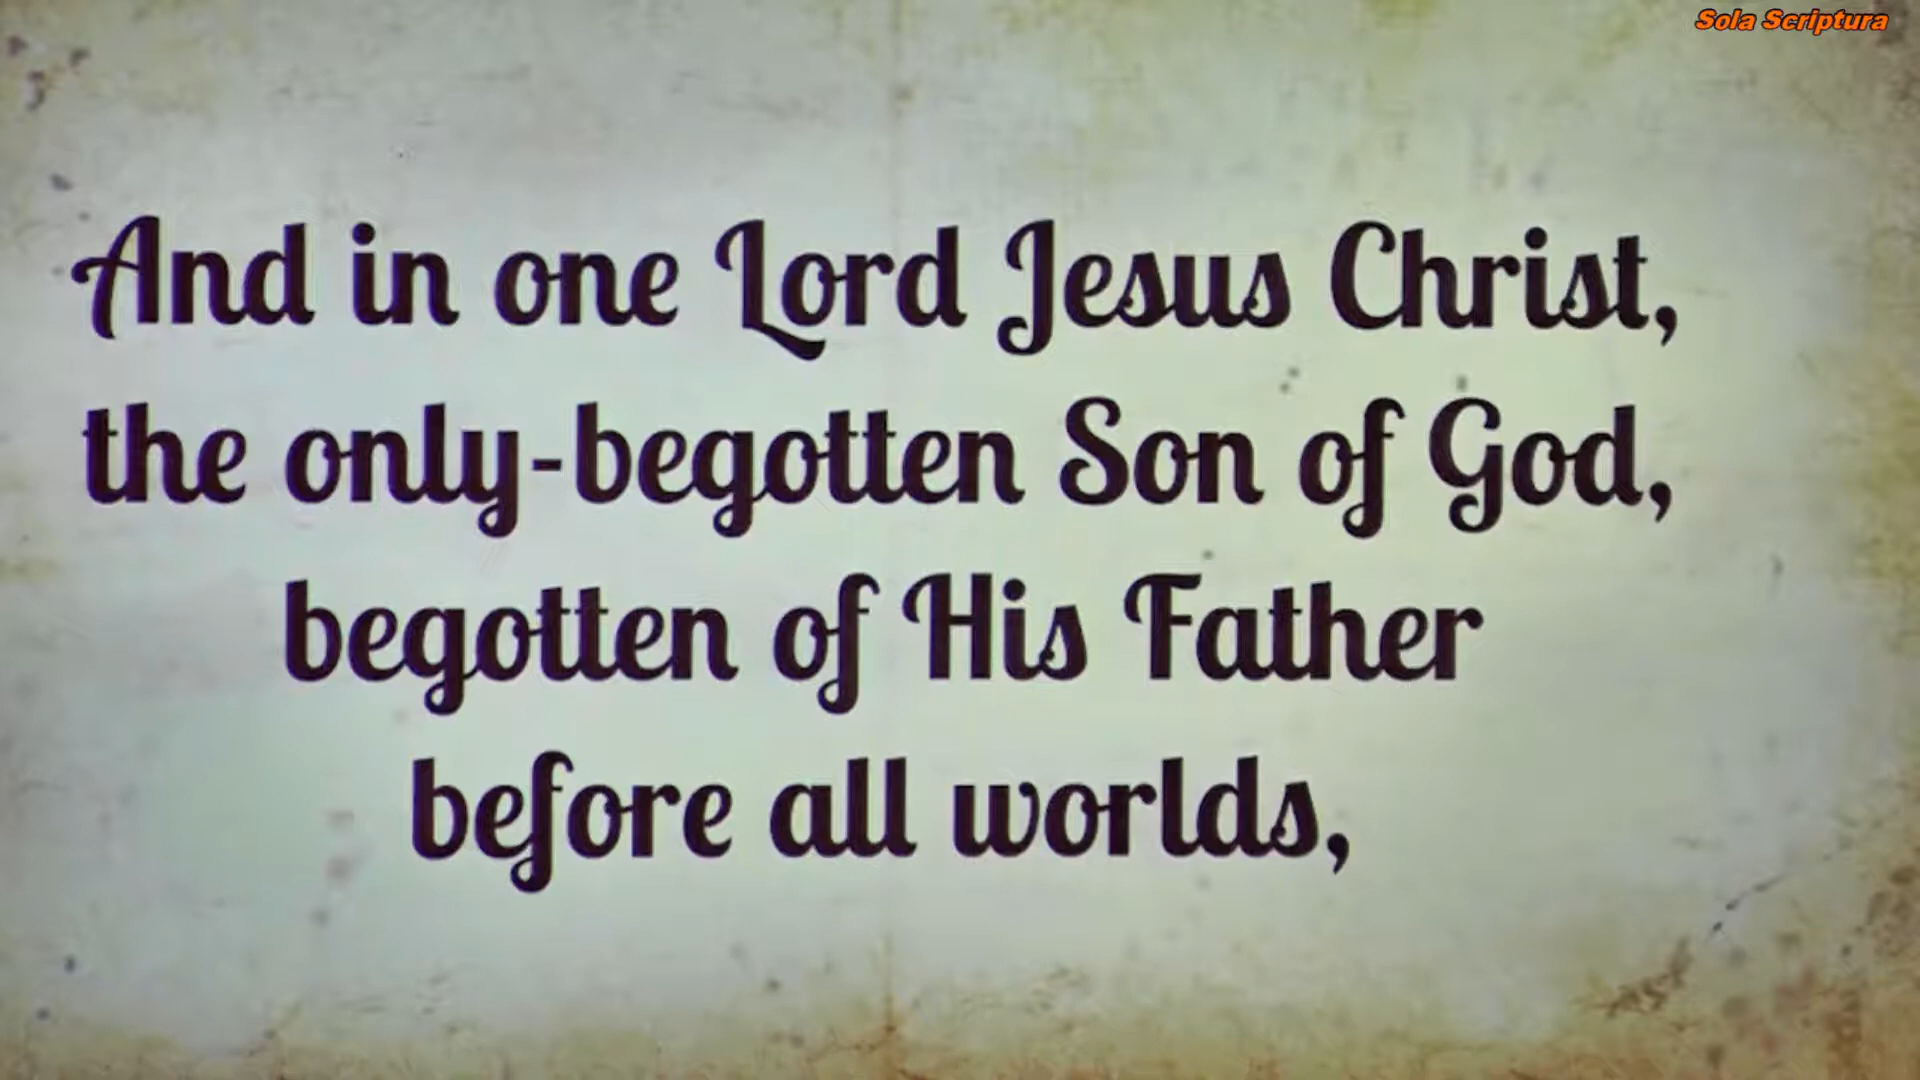 Sola Scriptura
And in one Lord Jesus Christ,
the only-begotten Son of God,
begotten of His Father
before all worlds,